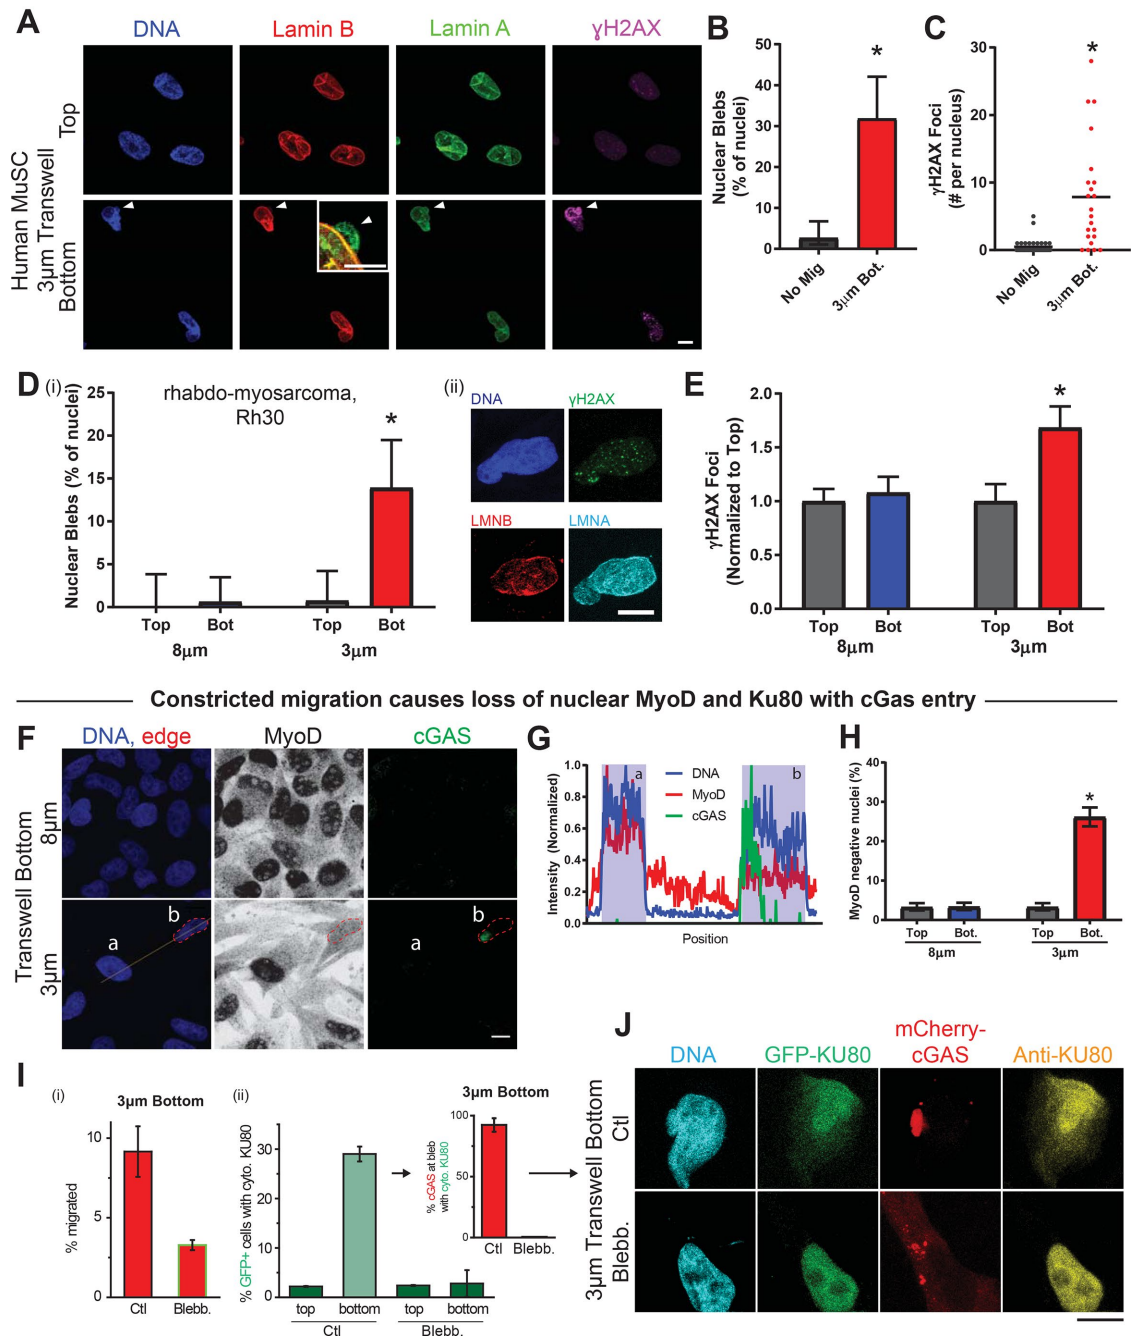 A
DNA
Lamin B
Lamin A
ɣH2AX
Human MuSC
3μm Transwell
Top
Bottom
B
Nuclear Blebs
(% of nuclei)
50
40
30
20
10
0
*
No Mig
3μm Bot.
C
γH2AX Foci
(# per nucleus)
30
20
10
0
*
No Mig
3μm Bot.
D
(i)
Nuclear Blebs (% of nuclei)
25
20
15
10
5
0
rhabdo-myosarcoma,
Rh30
*
Top Bot Top Bot
8μm 3μm
(ii)
DNA
γH2AX
LMNB
LMNA
E
γH2AX Foci
(Normalized to Top)
2.0
1.5
1.0
0.5
0.0
*
Top Bot Top Bot
8μm 3μm
Constricted migration causes loss of nuclear MyoD and Ku80 with cGas entry
F
DNA, edge
MyoD
cGAS
Transwell Bottom
8μm
3μm
a
b
a
b
G
Intensity (Normalized)
1.0
0.8
0.6
0.4
0.2
0.0
a
b
DNA
MyoD
cGAS
Position
H
MyoD negative nuclei (%)
40
30
20
10
0
*
Top Bot. Top Bot.
8μm 3μm
I
(i)
3μm Bottom
% migrated
10
5
0
Ctl Blebb.
(ii)
% GFP+ cells with cyto. KU80
30
20
10
0
top bottom top bottom
Ctl Blebb.
3μm Bottom
% cGAS at bleb
with cyto. KU80
100
50
0
Ctl Blebb.
J
DNA
GFP-KU80
mCherry-
cGAS
Anti-KU80
3μm Transwell Bottom
Ctl
Blebb.